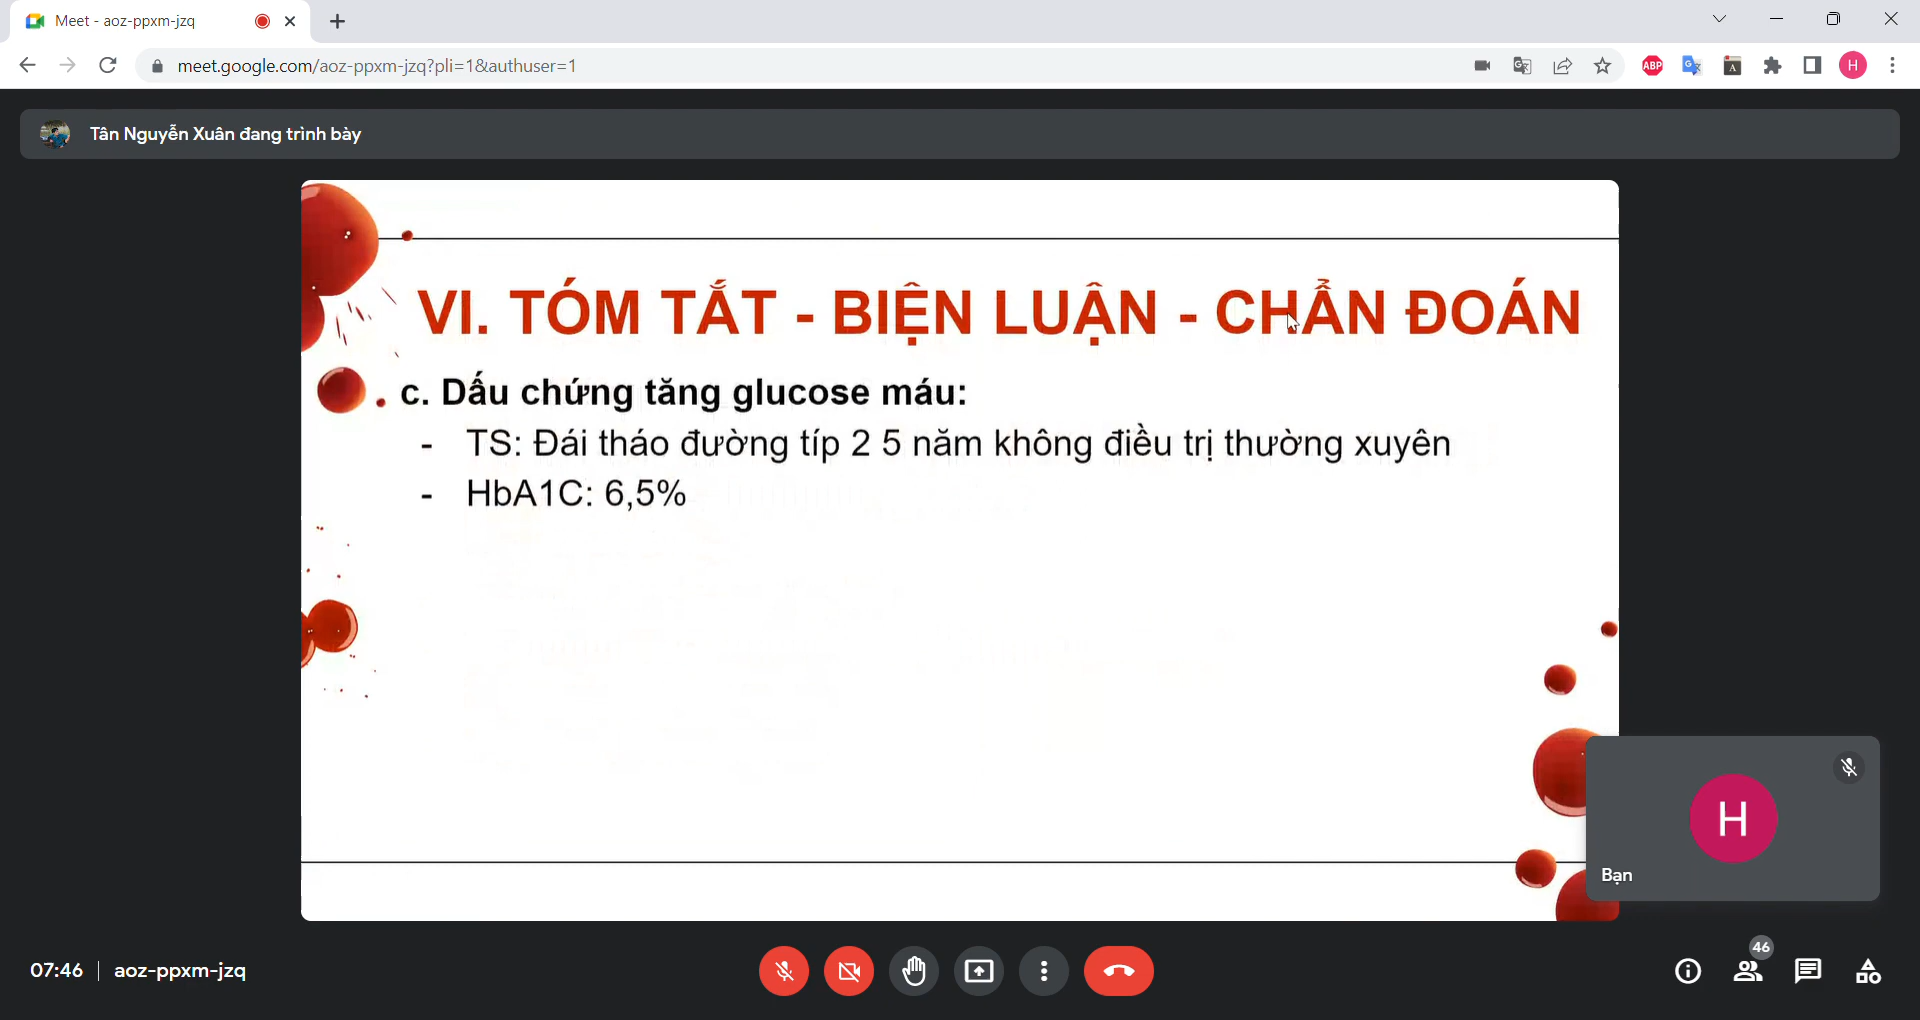 Meet - aoz-ppxm-jzq
meet.google.com/aoz-ppxm-jzq?pli=1&authuser=1
ABP
G
A
H
Tân Nguyễn Xuân đang trình bày
VI. TÓM TẮT - BIỆN LUẬN - CHẨN ĐOÁN
c. Dấu chứng tăng glucose máu:
- TS: Đái tháo đường típ 2 5 năm không điều trị thường xuyên
- HbA1C: 6,5%
H
Bạn
07:46 | aoz-ppxm-jzq
46